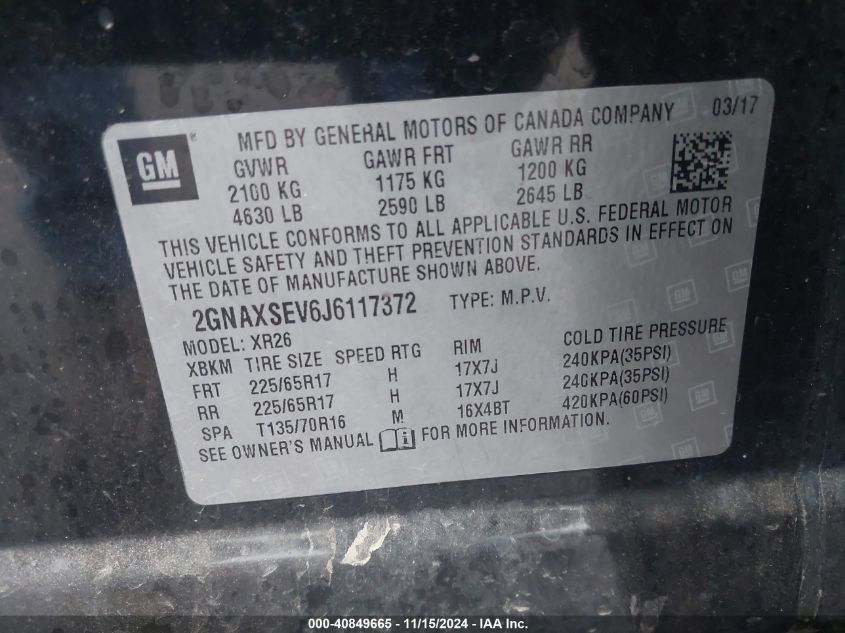 MFD BY GENERAL MOTORS OF CANADA COMPANY 03/17
GM
GVWR GAWR FRT GAWR RR
2100 KG 1175 KG 1200 KG
4630 LB 2590 LB 2645 LB
THIS VEHICLE CONFORMS TO ALL APPLICABLE U.S. FEDERAL MOTOR
VEHICLE SAFETY AND THEFT PREVENTION STANDARDS IN EFFECT ON
THE DATE OF MANUFACTURE SHOWN ABOVE.
2GNAXSEV6J6117372 TYPE: M.P.V.
MODEL: XR26
XBKM TIRE SIZE SPEED RTG RIM COLD TIRE PRESSURE
FRT 225/65R17 H 17X7J 240KPA(35PSI)
RR 225/65R17 H 17X7J 240KPA(35PSI)
SPA T135/70R16 M 16X4BT 420KPA(60PSI)
SEE OWNER'S MANUAL FOR MORE INFORMATION.
000-40849665 - 11/15/2024 - IAA Inc.